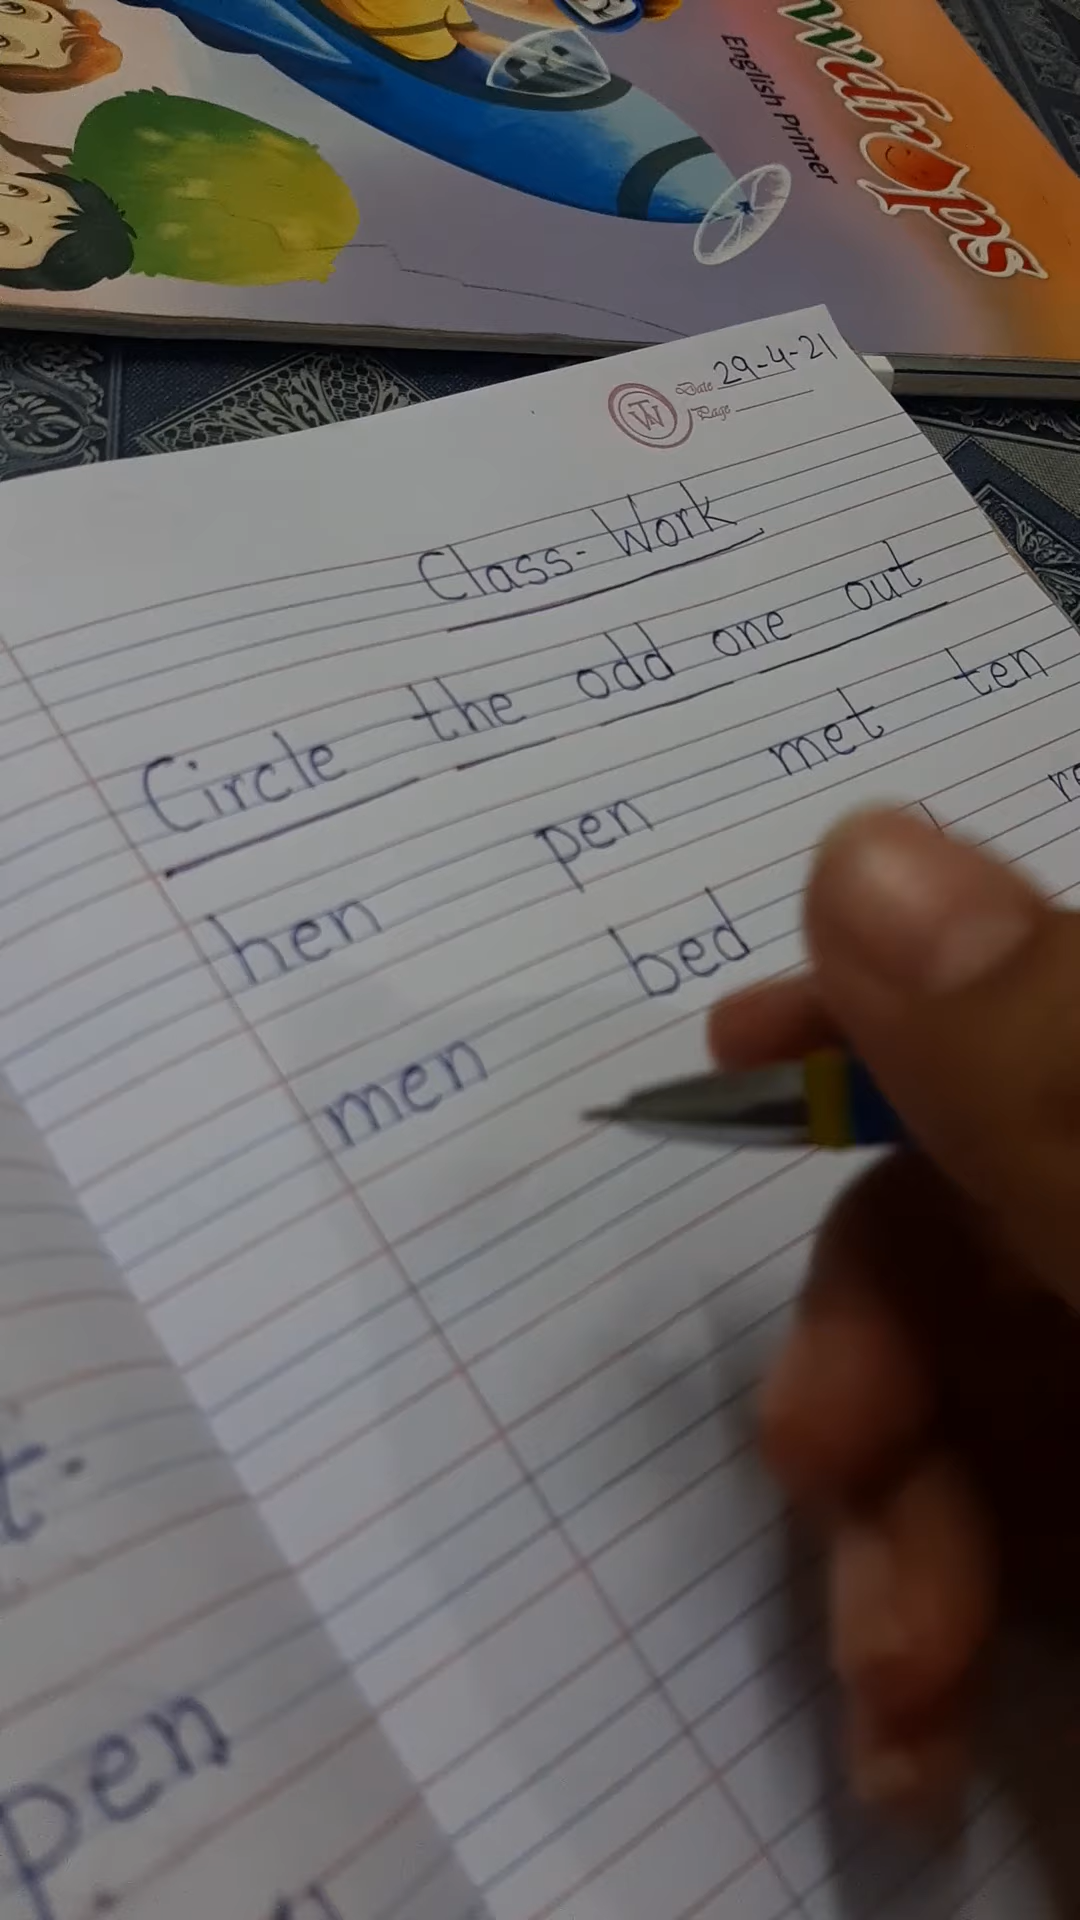 wdrops
English Primer
Date 29-4-21
Page
Class-Work
Circle the odd one out
hen pen met ten
men bed
t.
pen